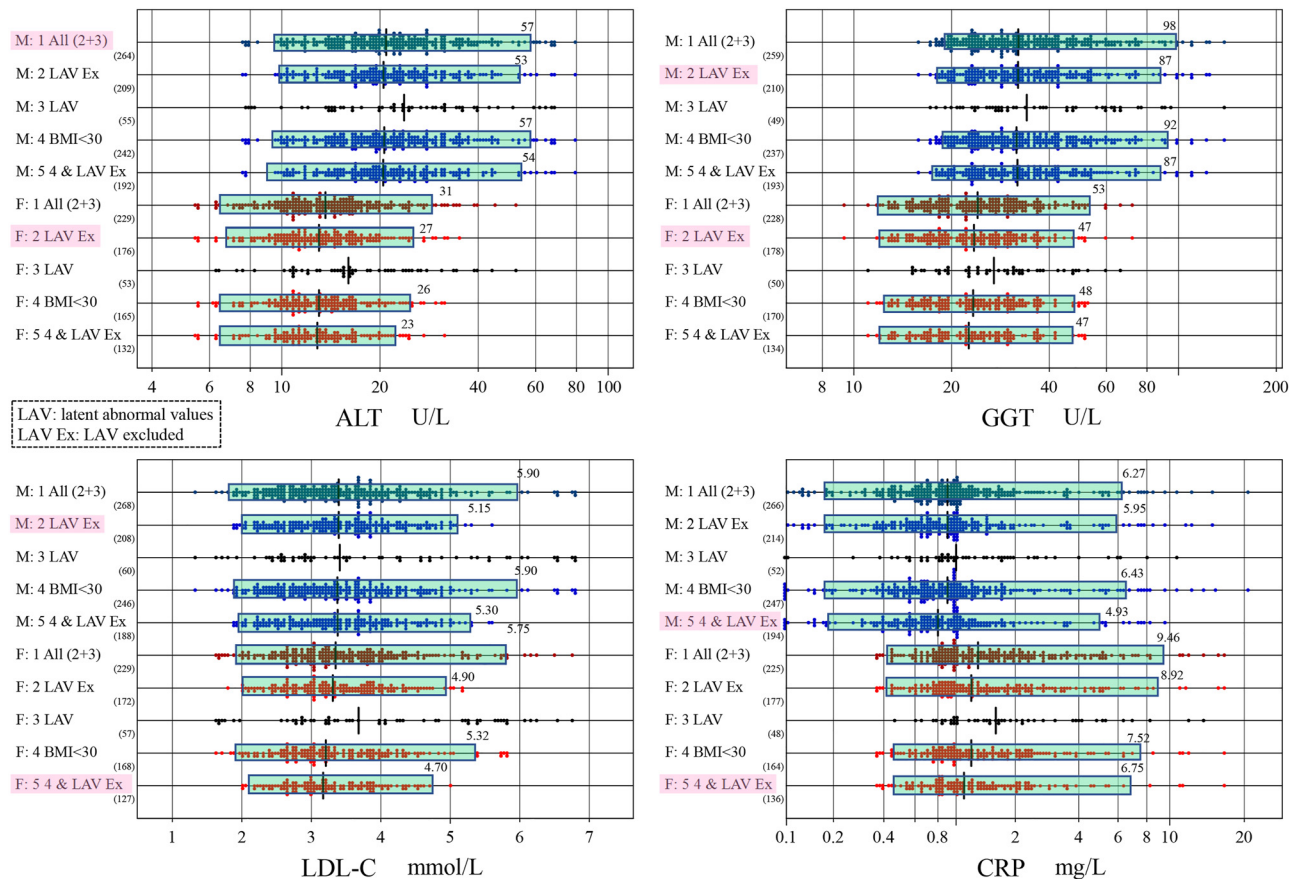 M: 1 All (2+3)
(264)
57
M: 2 LAV Ex
(209)
53
M: 3 LAV
(55)
M: 4 BMI<30
(242)
57
M: 5 4 & LAV Ex
(192)
54
F: 1 All (2+3)
(229)
31
F: 2 LAV Ex
(176)
27
F: 3 LAV
(53)
F: 4 BMI<30
(165)
26
F: 5 4 & LAV Ex
(132)
23
4 6 8 10 20 40 60 80 100
ALT U/L
M: 1 All (2+3)
(259)
98
M: 2 LAV Ex
(210)
87
M: 3 LAV
(49)
M: 4 BMI<30
(237)
92
M: 5 4 & LAV Ex
(193)
87
F: 1 All (2+3)
(228)
53
F: 2 LAV Ex
(178)
47
F: 3 LAV
(50)
F: 4 BMI<30
(170)
48
F: 5 4 & LAV Ex
(134)
47
8 10 20 40 60 80 100 200
GGT U/L
LAV: latent abnormal values
LAV Ex: LAV excluded
M: 1 All (2+3)
(268)
5.90
M: 2 LAV Ex
(208)
5.15
M: 3 LAV
(60)
M: 4 BMI<30
(246)
5.90
M: 5 4 & LAV Ex
(188)
5.30
F: 1 All (2+3)
(229)
5.75
F: 2 LAV Ex
(172)
4.90
F: 3 LAV
(57)
F: 4 BMI<30
(168)
5.32
F: 5 4 & LAV Ex
(127)
4.70
1 2 3 4 5 6 7
LDL-C mmol/L
M: 1 All (2+3)
(266)
6.27
M: 2 LAV Ex
(214)
5.95
M: 3 LAV
(52)
M: 4 BMI<30
(247)
6.43
M: 5 4 & LAV Ex
(194)
4.93
F: 1 All (2+3)
(225)
9.46
F: 2 LAV Ex
(177)
8.92
F: 3 LAV
(48)
F: 4 BMI<30
(164)
7.52
F: 5 4 & LAV Ex
(136)
6.75
0.1 0.2 0.4 0.8 1 2 4 6 8 10 20
CRP mg/L